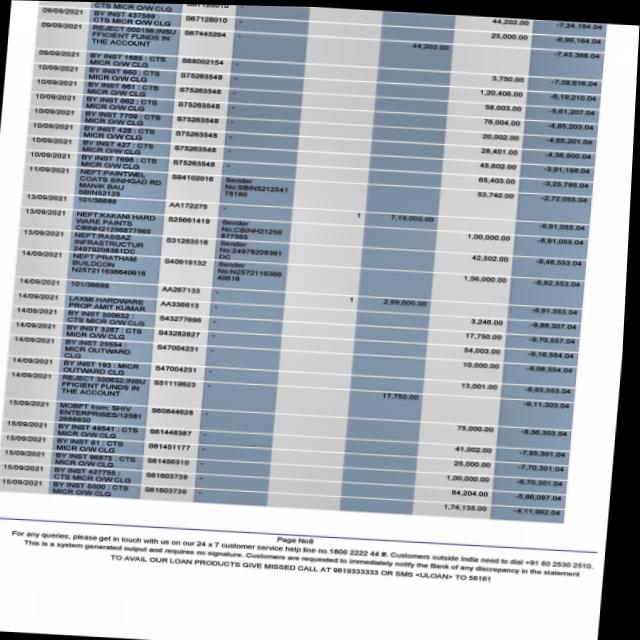 CTS MICR O/W CLG S67128010 - 44,202.00 -7,24,164.04
09/09/2021 BY INST 437589 : S67128010 - 25,000.00 -6,99,164.04
CTS MICR O/W CLG
09/09/2021 REJECT:000156:INSU S67443294 - 44,202.00 -7,43,366.04
FFICIENT FUNDS IN
THE ACCOUNT
09/09/2021 BY INST 1685 : CTS S68002154 - 3,750.00 -7,39,616.04
MICR O/W CLG
10/09/2021 BY INST 660 : CTS S75263548 - 1,20,406.00 -6,19,210.04
MICR O/W CLG
10/09/2021 BY INST 661 : CTS S75263548 - 58,003.00 -5,61,207.04
MICR O/W CLG
10/09/2021 BY INST 662 : CTS S75263548 - 76,004.00 -4,85,203.04
MICR O/W CLG
10/09/2021 BY INST 7709 : CTS S75263548 - 20,002.00 -4,65,201.04
MICR O/W CLG
10/09/2021 BY INST 428 : CTS S75263548 - 28,401.00 -4,36,800.04
MICR O/W CLG
10/09/2021 BY INST 427 : CTS S75263548 - 45,602.00 -3,91,198.04
MICR O/W CLG
10/09/2021 BY INST 7898 : CTS S75263548 - 65,403.00 -3,25,795.04
MICR O/W CLG
11/09/2021 NEFT:PAINTWEL S94102016 Sender 53,740.00 -2,72,055.04
COATS SINHGAD RD No:SBIN5212541
MANIK BAU 78180
SBIN52125
13/09/2021 101/36688 AA172275 - 1 7,19,000.00 -9,91,055.04
13/09/2021 NEFT:KAKANI HARD S25661419 Sender 1,00,000.00 -8,91,055.04
WARE PAINTS No:CBINH21256
CBINH21256877565 877565
13/09/2021 NEFT:RASSAZ S31283516 Sender 42,502.00 -8,48,553.04
INFRASTRUCTUR No:24979208361
24979208361DC DC
14/09/2021 NEFT:PRATHAM S40919132 Sender 1,56,000.00 -6,92,553.04
BUILDCON No:N2572116366
N257211636640616 40616
14/09/2021 101/36688 AA267133 - 1 2,99,000.00 -9,91,553.04
14/09/2021 LAXMI HARDWARE AA336613 - 3,246.00 -9,88,307.04
PROP AMIT KUMAR
14/09/2021 BY INST 300632 : S43277696 - 17,750.00 -9,70,557.04
CTS MICR O/W CLG
14/09/2021 BY INST 3287 : CTS S43282827 - 54,003.00 -9,16,554.04
MICR O/W CLG
14/09/2021 BY INST 25554 : S47004231 - 10,000.00 -9,06,554.04
MICR OUTWARD
CLG
14/09/2021 BY INST 193 : MICR S47004231 - 13,001.00 -8,93,553.04
OUTWARD CLG
14/09/2021 REJECT:300632:INSU S51119623 - 17,750.00 -9,11,303.04
FFICIENT FUNDS IN
THE ACCOUNT
15/09/2021 MOBFT from: SHIV S60844628 - 75,000.00 -8,36,303.04
ENTERPRISES/12581
2688630
15/09/2021 BY INST 49541 : CTS S61448387 - 41,002.00 -7,95,301.04
MICR O/W CLG
15/09/2021 BY INST 61 : CTS S61451177 - 25,000.00 -7,70,301.04
MICR O/W CLG
15/09/2021 BY INST 96875 : CTS S61456310 - 1,00,000.00 -6,70,301.04
MICR O/W CLG
15/09/2021 BY INST 427755 : S61603739 - 84,204.00 -5,86,097.04
CTS MICR O/W CLG
15/09/2021 BY INST 5000 : CTS S61603739 - 1,74,135.00 -4,11,962.04
MICR O/W CLG
Page No8
For any queries, please get in touch with us on our 24 x 7 customer service help line no.1800 2222 44 #. Customers outside India need to dial +91 80 2530 2510.
This is a system generated output and requires no signature. Customers are requested to immediately notify the Bank of any discrepancy in the statement
TO AVAIL OUR LOAN PRODUCTS GIVE MISSED CALL AT 9619333333 OR SMS <ULOAN> TO 56161